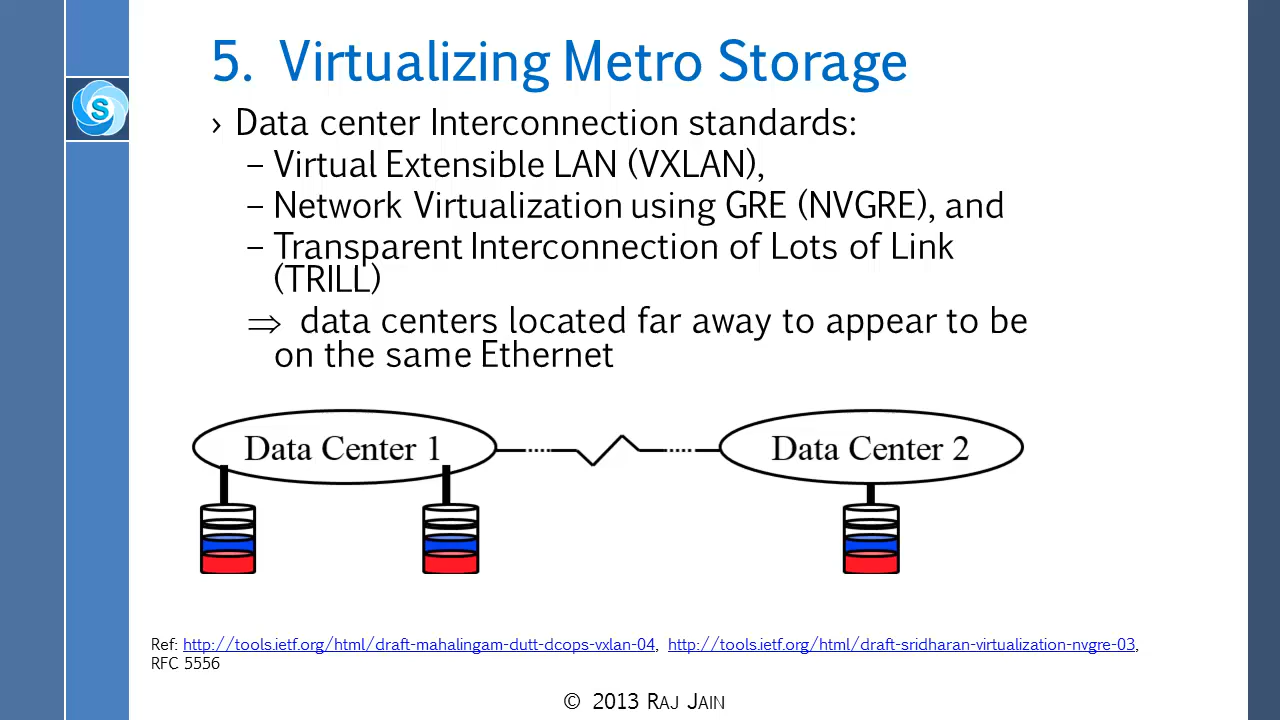 5. Virtualizing Metro Storage
› Data center Interconnection standards:
– Virtual Extensible LAN (VXLAN),
– Network Virtualization using GRE (NVGRE), and
– Transparent Interconnection of Lots of Link
(TRILL)
⇒ data centers located far away to appear to be
on the same Ethernet
Data Center 1
Data Center 2
S
Ref: http://tools.ietf.org/html/draft-mahalingam-dutt-dcops-vxlan-04, http://tools.ietf.org/html/draft-sridharan-virtualization-nvgre-03,
RFC 5556
© 2013 RAJ JAIN